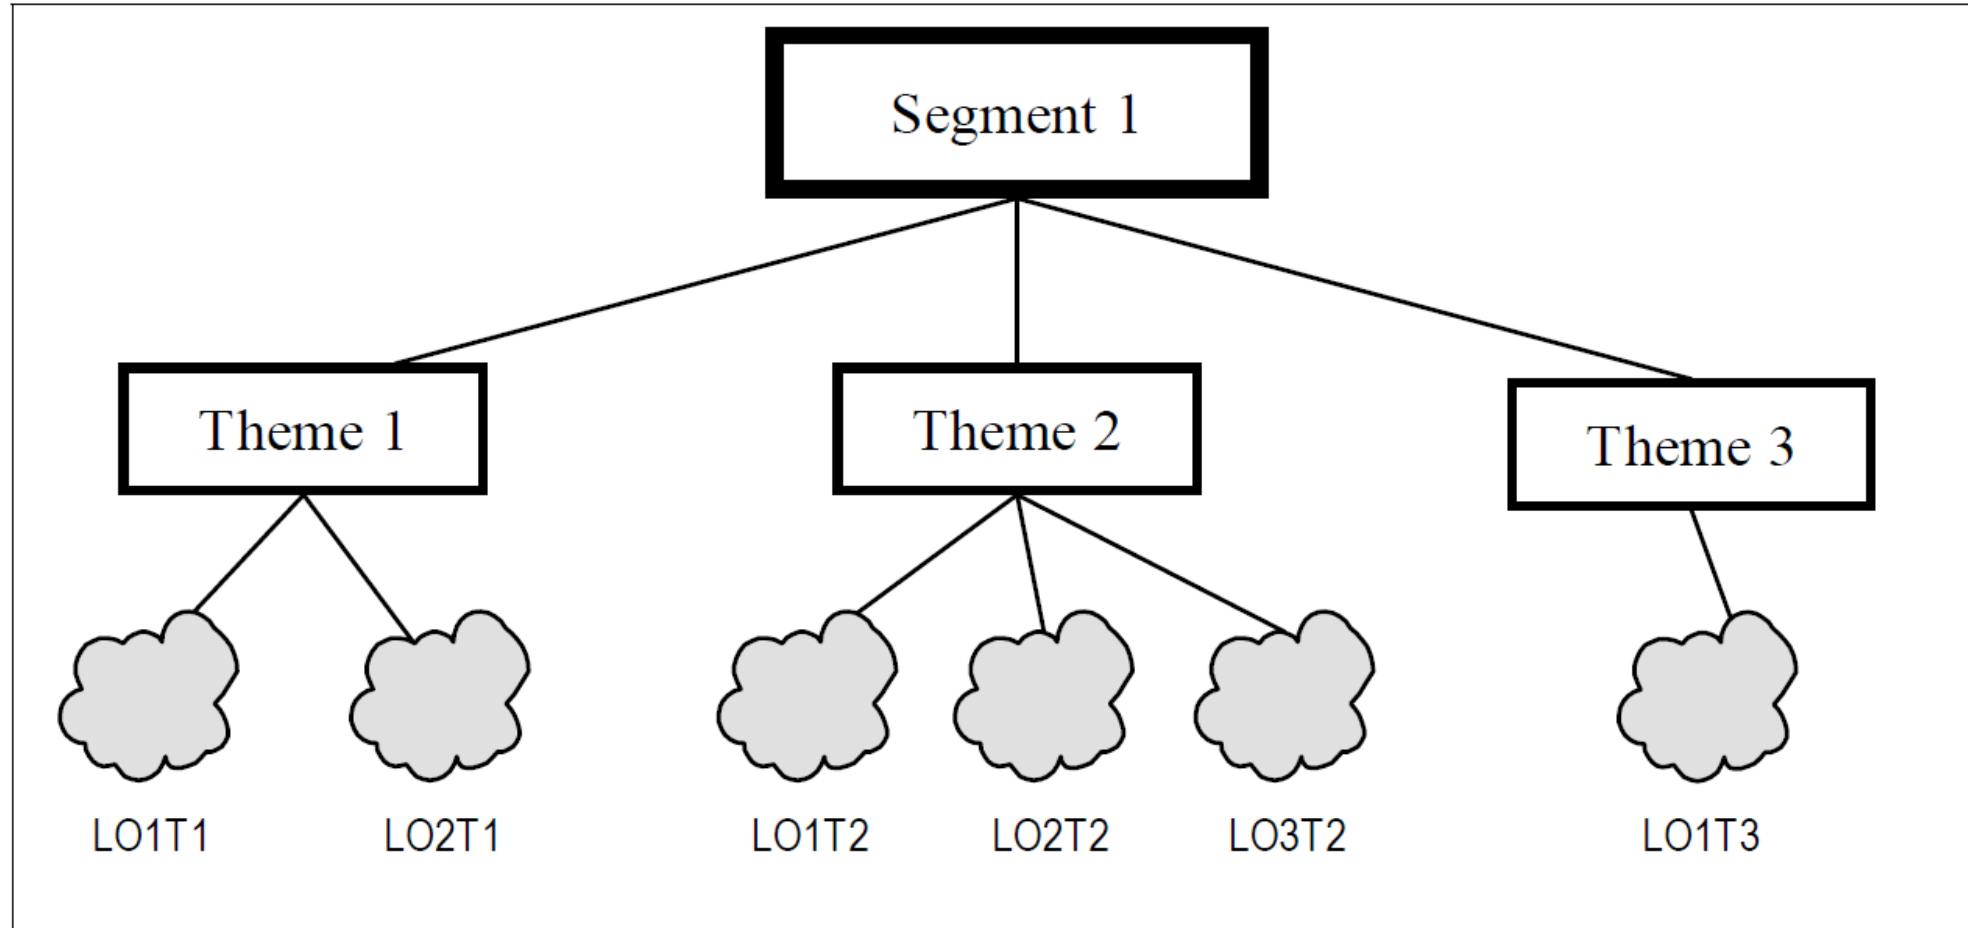 Segment 1
Theme 1
Theme 2
Theme 3
LO1T1
LO2T1
LO1T2
LO2T2
LO3T2
LO1T3